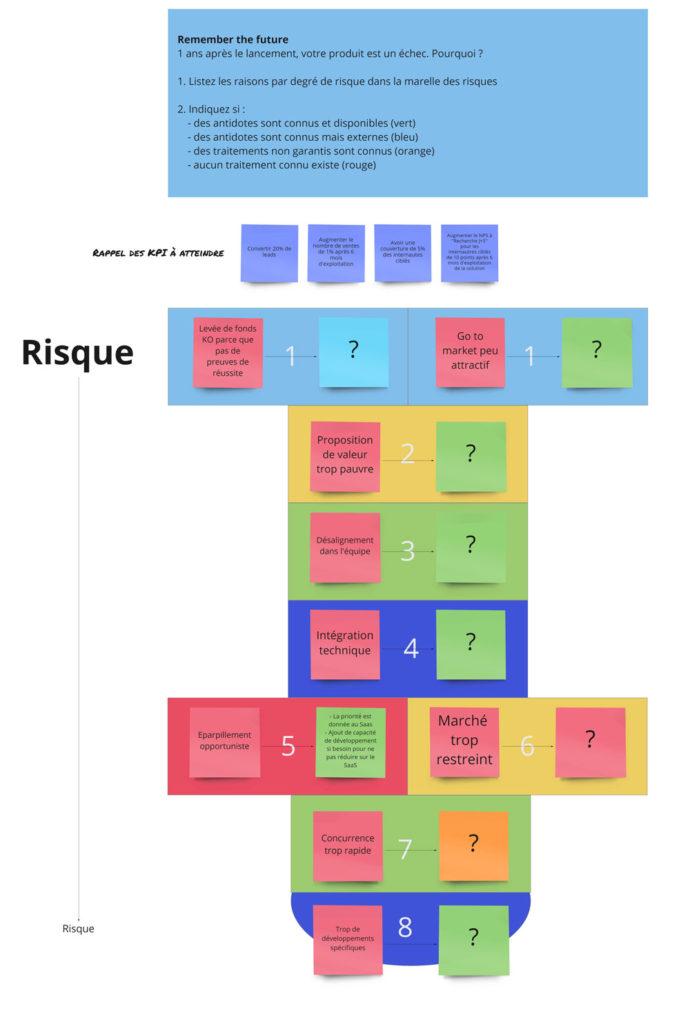 Remember the future
1 ans après le lancement, votre produit est un échec. Pourquoi ?
1. Listez les raisons par degré de risque dans la marelle des risques
2. Indiquez si :
- des antidotes sont connus et disponibles (vert)
- des antidotes sont connus mais externes (bleu)
- des traitements non garantis sont connus (orange)
- aucun traitement connu existe (rouge)
Rappel des KPI à atteindre
Convertir 20% de
leads
Augmenter le
nombre de ventes
de 1% après 6
mois
d'exploitation
Avoir une
couverture de 5%
des internautes
ciblés
Augmenter le NPS à
"Recherche J+5"
pour les
internautes ciblés
de 10 points après 6
mois d'exploitation
de la solution
Risque
Levée de fonds
KO parce que
pas de
preuves de
réussite
1
?
Go to
market peu
attractif
1
?
Proposition
de valeur
trop pauvre
2
?
Désalignement
dans l'équipe
3
?
Intégration
technique
4
?
Eparpillement
opportuniste
5
- La priorité est
donnée au Saas
- Ajout de capacité
de développement
si besoin pour ne
pas réduire sur le
SaaS
Marché
trop
restreint
6
?
Concurrence
trop rapide
7
?
Risque
Trop de
développements
spécifiques
8
?